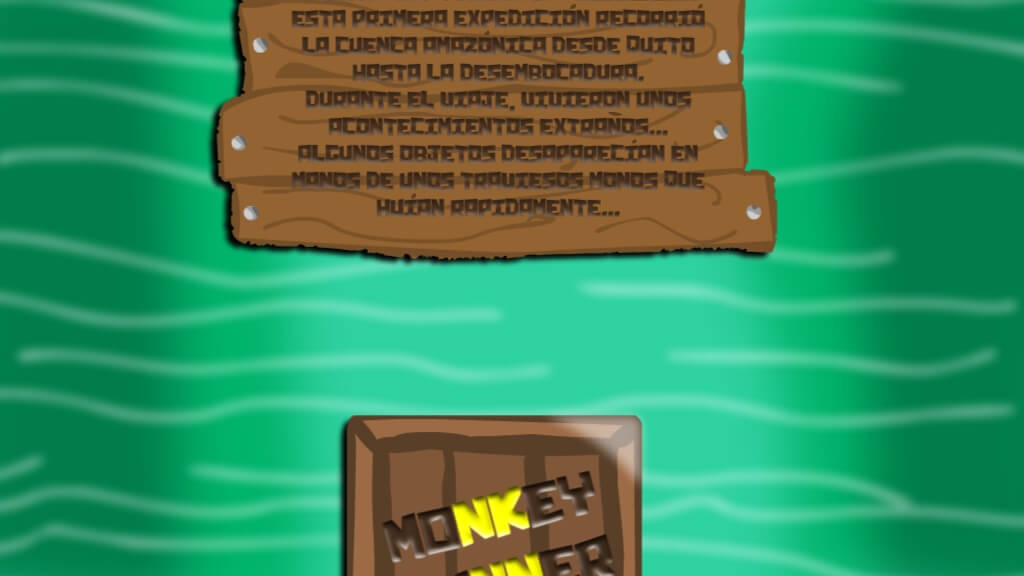 ESTA PRIMERA EXPEDICIÓN RECORRIÓ
LA CUENCA AMAZÓNICA DESDE QUITO
HASTA LA DESEMBOCADURA.
DURANTE EL VIAJE, VIVIERON UNOS
ACONTECIMIENTOS EXTRAÑOS...
ALGUNOS OBJETOS DESAPARECÍAN EN
MANOS DE UNOS TRAVIESOS MONOS QUE
HUÍAN RAPIDAMENTE...
MONKEY